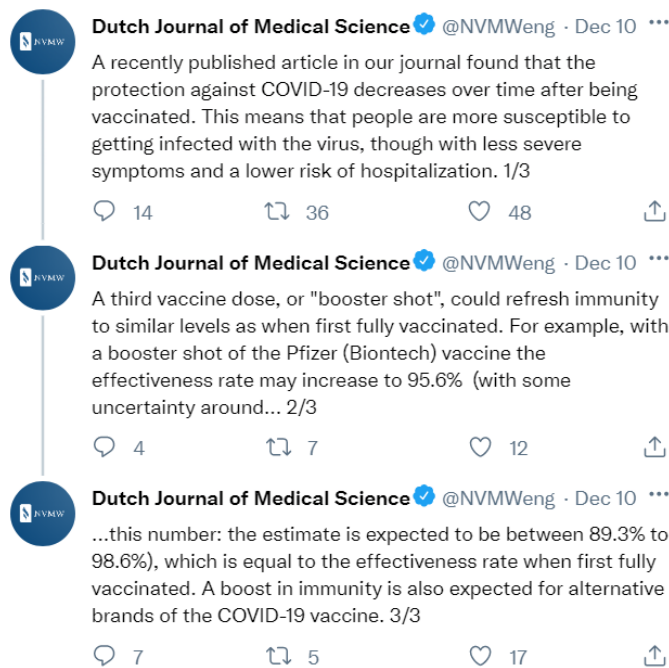 NVMW
Dutch Journal of Medical Science @NVMWeng · Dec 10 ...
A recently published article in our journal found that the
protection against COVID-19 decreases over time after being
vaccinated. This means that people are more susceptible to
getting infected with the virus, though with less severe
symptoms and a lower risk of hospitalization. 1/3
14 36 48
NVMW
Dutch Journal of Medical Science @NVMWeng · Dec 10 ...
A third vaccine dose, or "booster shot", could refresh immunity
to similar levels as when first fully vaccinated. For example, with
a booster shot of the Pfizer (Biontech) vaccine the
effectiveness rate may increase to 95.6% (with some
uncertainty around... 2/3
4 7 12
NVMW
Dutch Journal of Medical Science @NVMWeng · Dec 10 ...
...this number: the estimate is expected to be between 89.3% to
98.6%), which is equal to the effectiveness rate when first fully
vaccinated. A boost in immunity is also expected for alternative
brands of the COVID-19 vaccine. 3/3
7 5 17